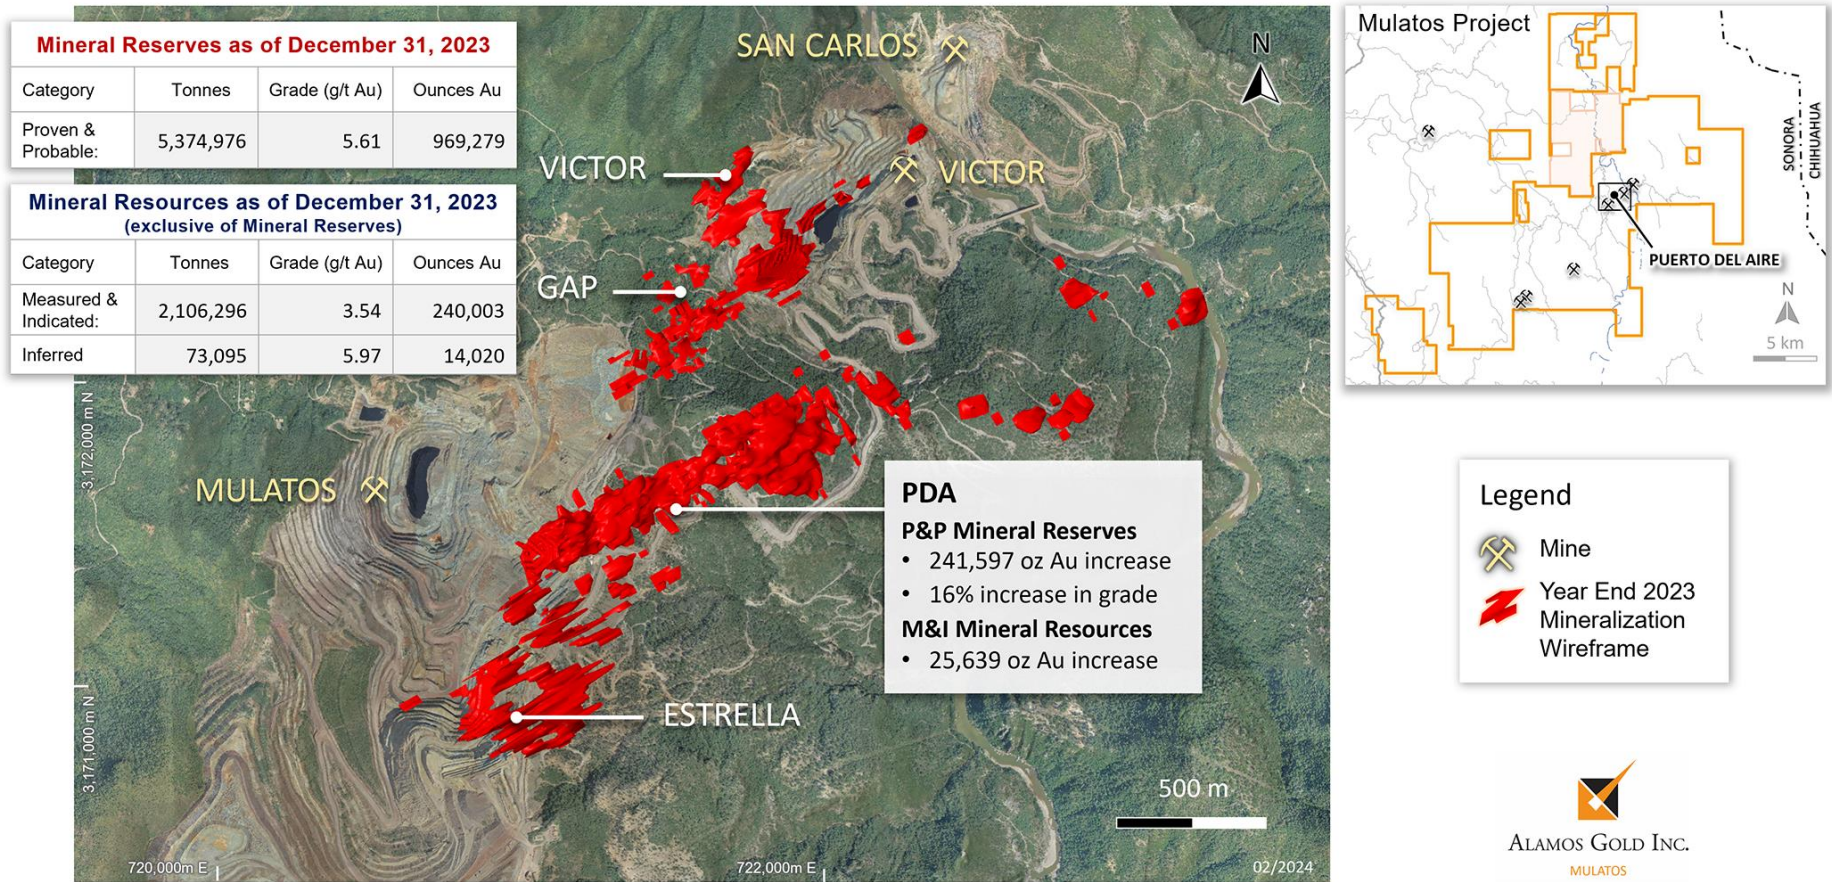 Mineral Reserves as of December 31, 2023
Category Tonnes Grade (g/t Au) Ounces Au
Proven &
Probable: 5,374,976 5.61 969,279
Mineral Resources as of December 31, 2023
(exclusive of Mineral Reserves)
Category Tonnes Grade (g/t Au) Ounces Au
Measured &
Indicated: 2,106,296 3.54 240,003
Inferred 73,095 5.97 14,020
SAN CARLOS
N
VICTOR
VICTOR
GAP
MULATOS
ESTRELLA
PDA
P&P Mineral Reserves
• 241,597 oz Au increase
• 16% increase in grade
M&I Mineral Resources
• 25,639 oz Au increase
3,172,000 m N
3,171,000 m N
720,000m E
722,000m E
500 m
02/2024
Mulatos Project
SONORA
CHIHUAHUA
PUERTO DEL AIRE
N
5 km
Legend
Mine
Year End 2023
Mineralization
Wireframe
ALAMOS GOLD INC.
MULATOS